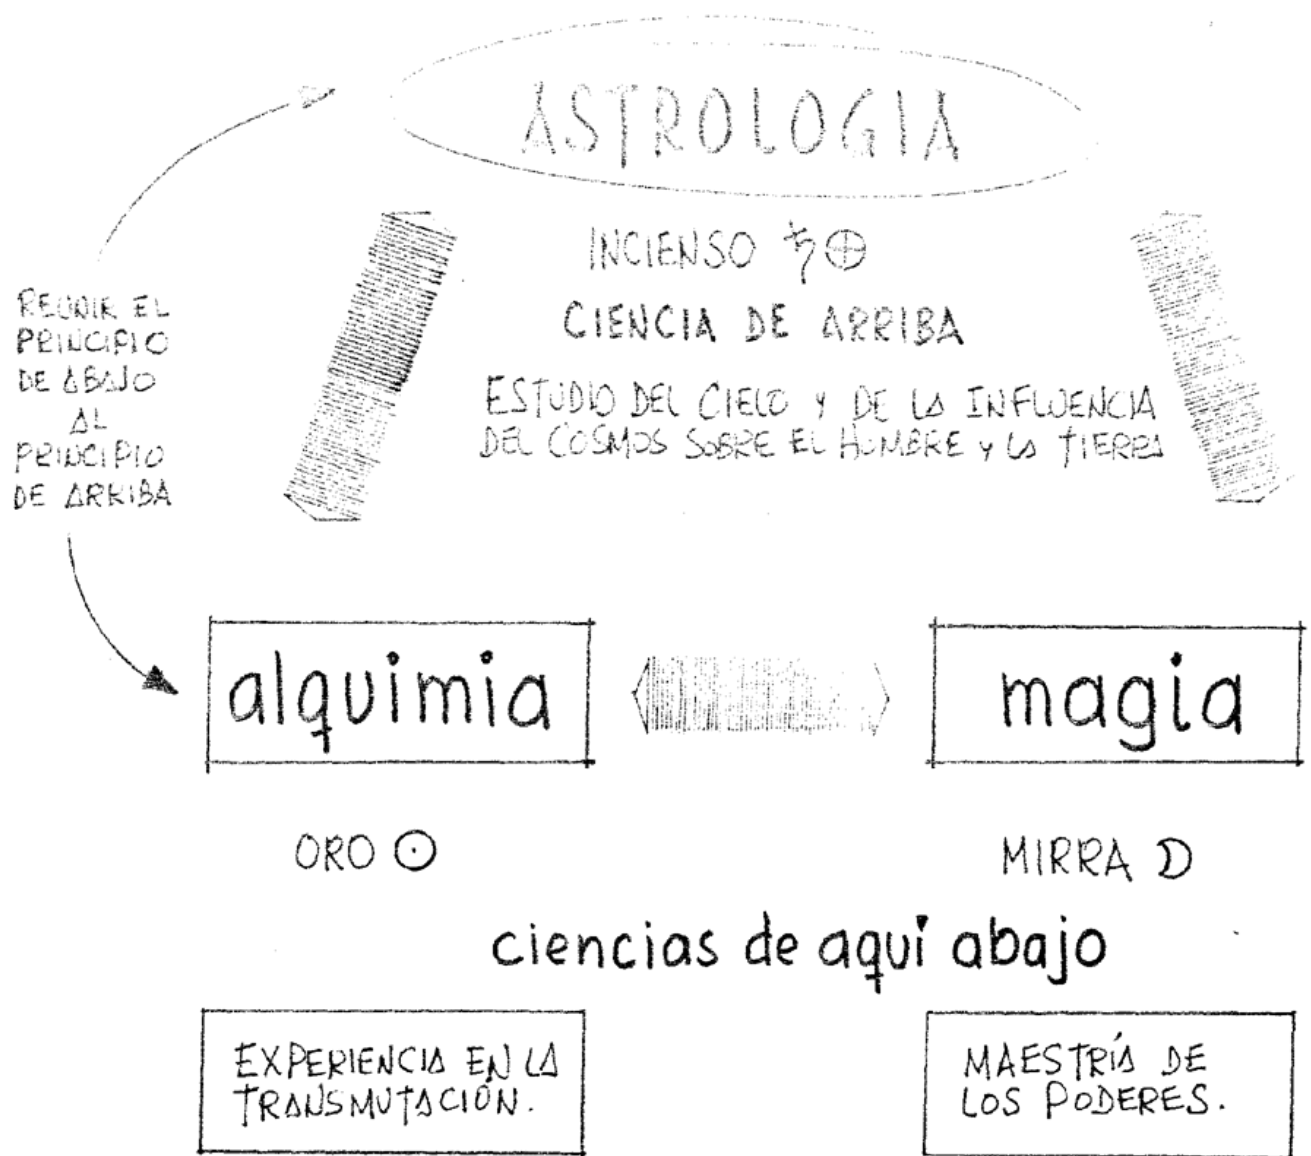 ASTROLOGIA
INCIENSO ♄⊕
CIENCIA DE ARRIBA
ESTUDIO DEL CIELO Y DE LA INFLUENCIA
DEL COSMOS SOBRE EL HOMBRE Y LA TIERRA
REUNIR EL
PRINCIPIO
DE ABAJO
AL
PRINCIPIO
DE ARRIBA
alquimia
magia
ORO ☉
MIRRA ☽
ciencias de aquí abajo
EXPERIENCIA EN LA
TRANSMUTACIÓN.
MAESTRÍA DE
LOS PODERES.